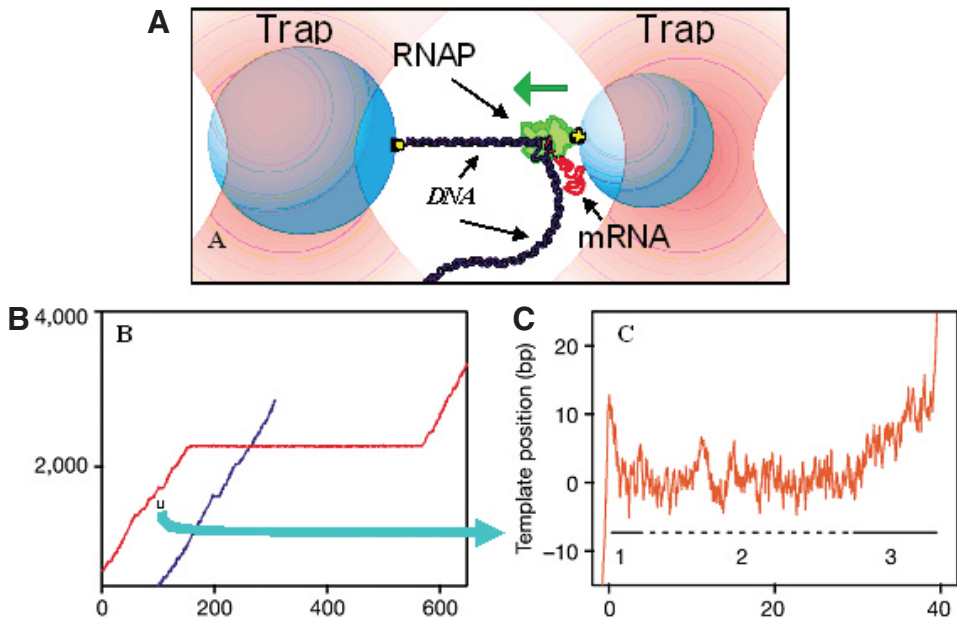 A
Trap
Trap
RNAP
DNA
mRNA
A
B
4,000
2,000
B
u
0
200
400
600
C
C
Template position (bp)
20
10
0
−10
1
2
3
0
20
40